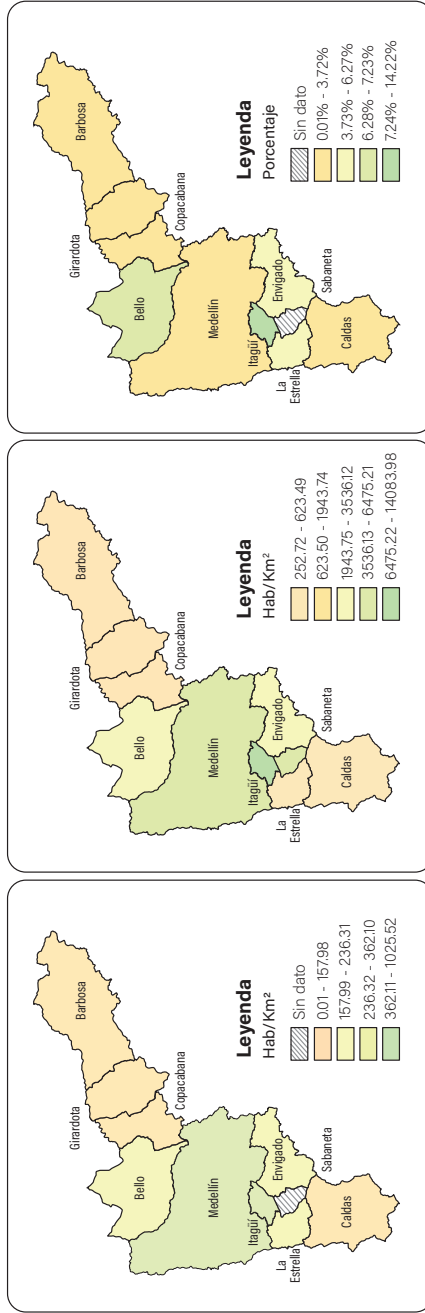 Girardota
Barbosa
Bello
Copacabana
Medellín
Itagüí
Envigado
La
Estrella
Sabaneta
Caldas
Leyenda
Hab/Km²
Sin dato
0.01 - 157.98
157.99 - 236.31
236.32 - 362.10
362.11 - 1025.52
Girardota
Barbosa
Bello
Copacabana
Medellín
Itagüí
Envigado
La
Estrella
Sabaneta
Caldas
Leyenda
Hab/Km²
252.72 - 623.49
623.50 - 1943.74
1943.75 - 3536.12
3536.13 - 6475.21
6475.22 - 14083.98
Girardota
Barbosa
Bello
Copacabana
Medellín
Itagüí
Envigado
La
Estrella
Sabaneta
Caldas
Leyenda
Porcentaje
Sin dato
0.01% - 3.72%
3.73% - 6.27%
6.28% - 7.23%
7.24% - 14.22%